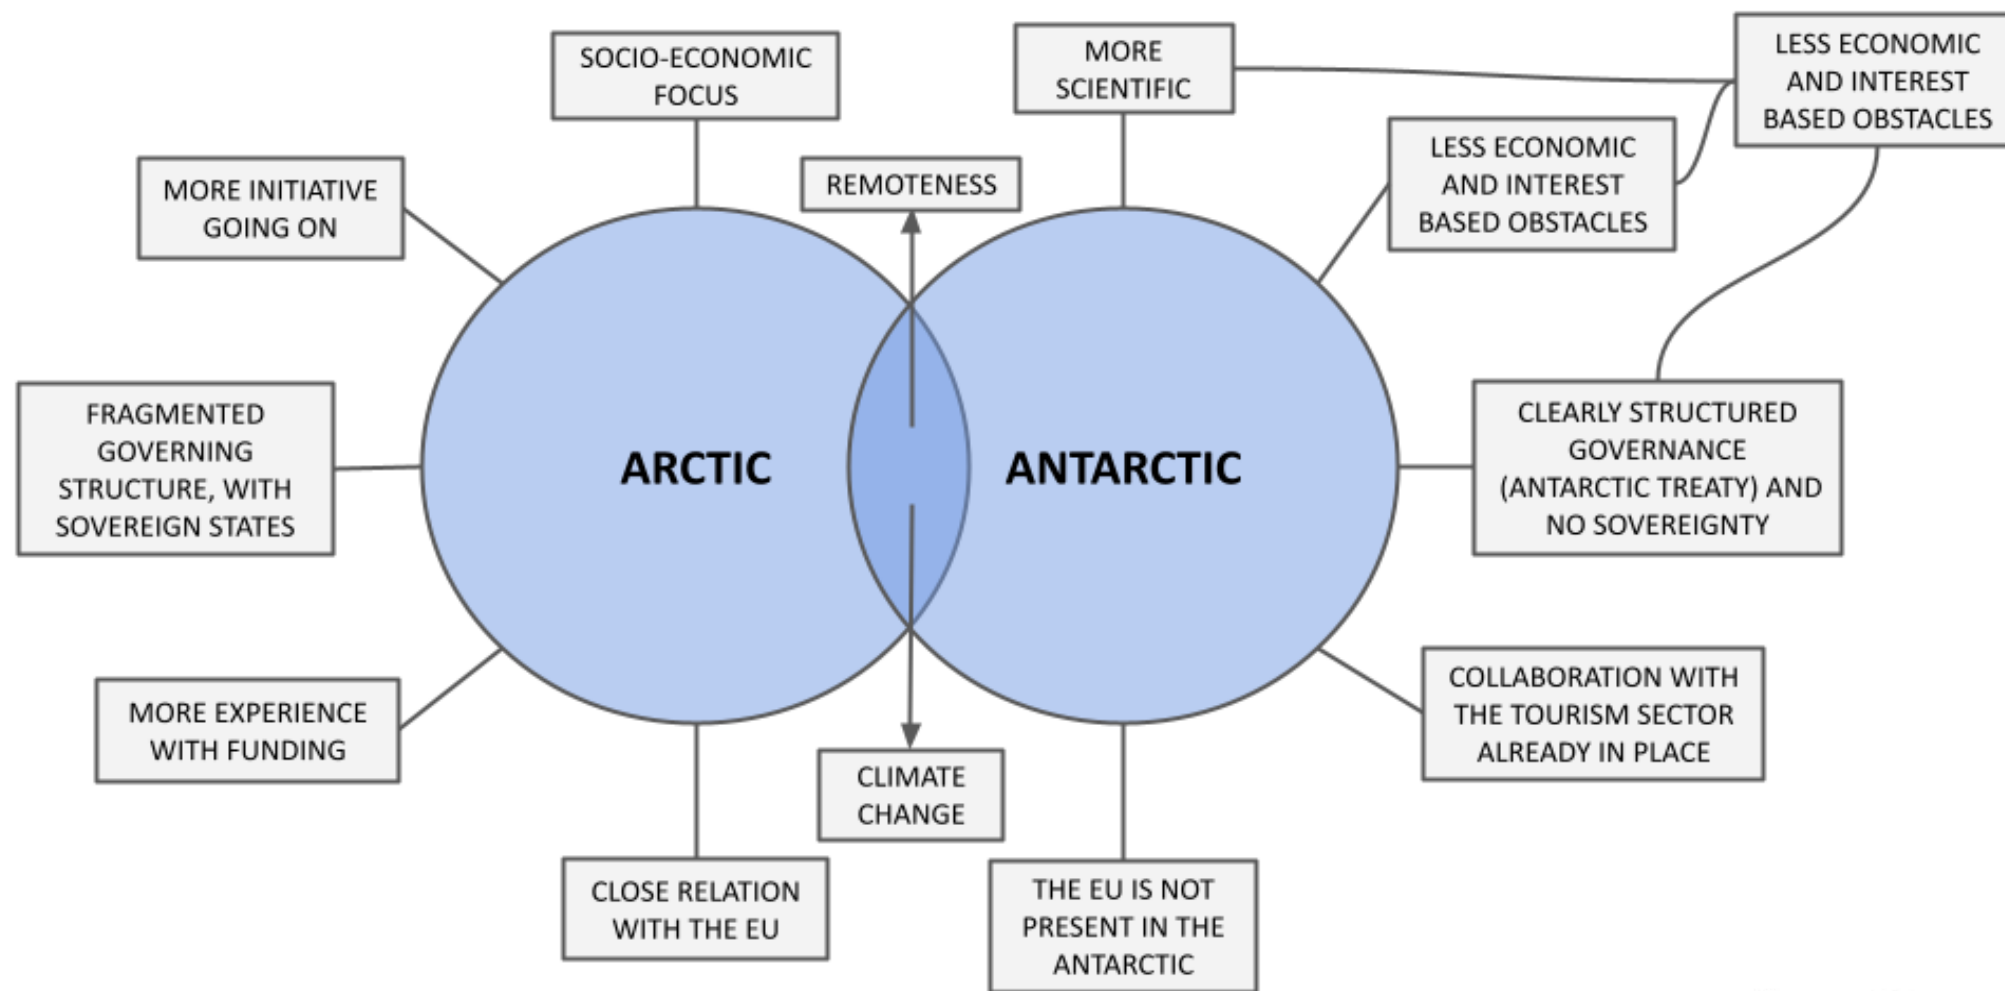 SOCIO-ECONOMIC
FOCUS
MORE
SCIENTIFIC
LESS ECONOMIC
AND INTEREST
BASED OBSTACLES
LESS ECONOMIC
AND INTEREST
BASED OBSTACLES
REMOTENESS
MORE INITIATIVE
GOING ON
FRAGMENTED
GOVERNING
STRUCTURE, WITH
SOVEREIGN STATES
ARCTIC
ANTARCTIC
CLEARLY STRUCTURED
GOVERNANCE
(ANTARCTIC TREATY) AND
NO SOVEREIGNTY
MORE EXPERIENCE
WITH FUNDING
COLLABORATION WITH
THE TOURISM SECTOR
ALREADY IN PLACE
CLIMATE
CHANGE
CLOSE RELATION
WITH THE EU
THE EU IS NOT
PRESENT IN THE
ANTARCTIC